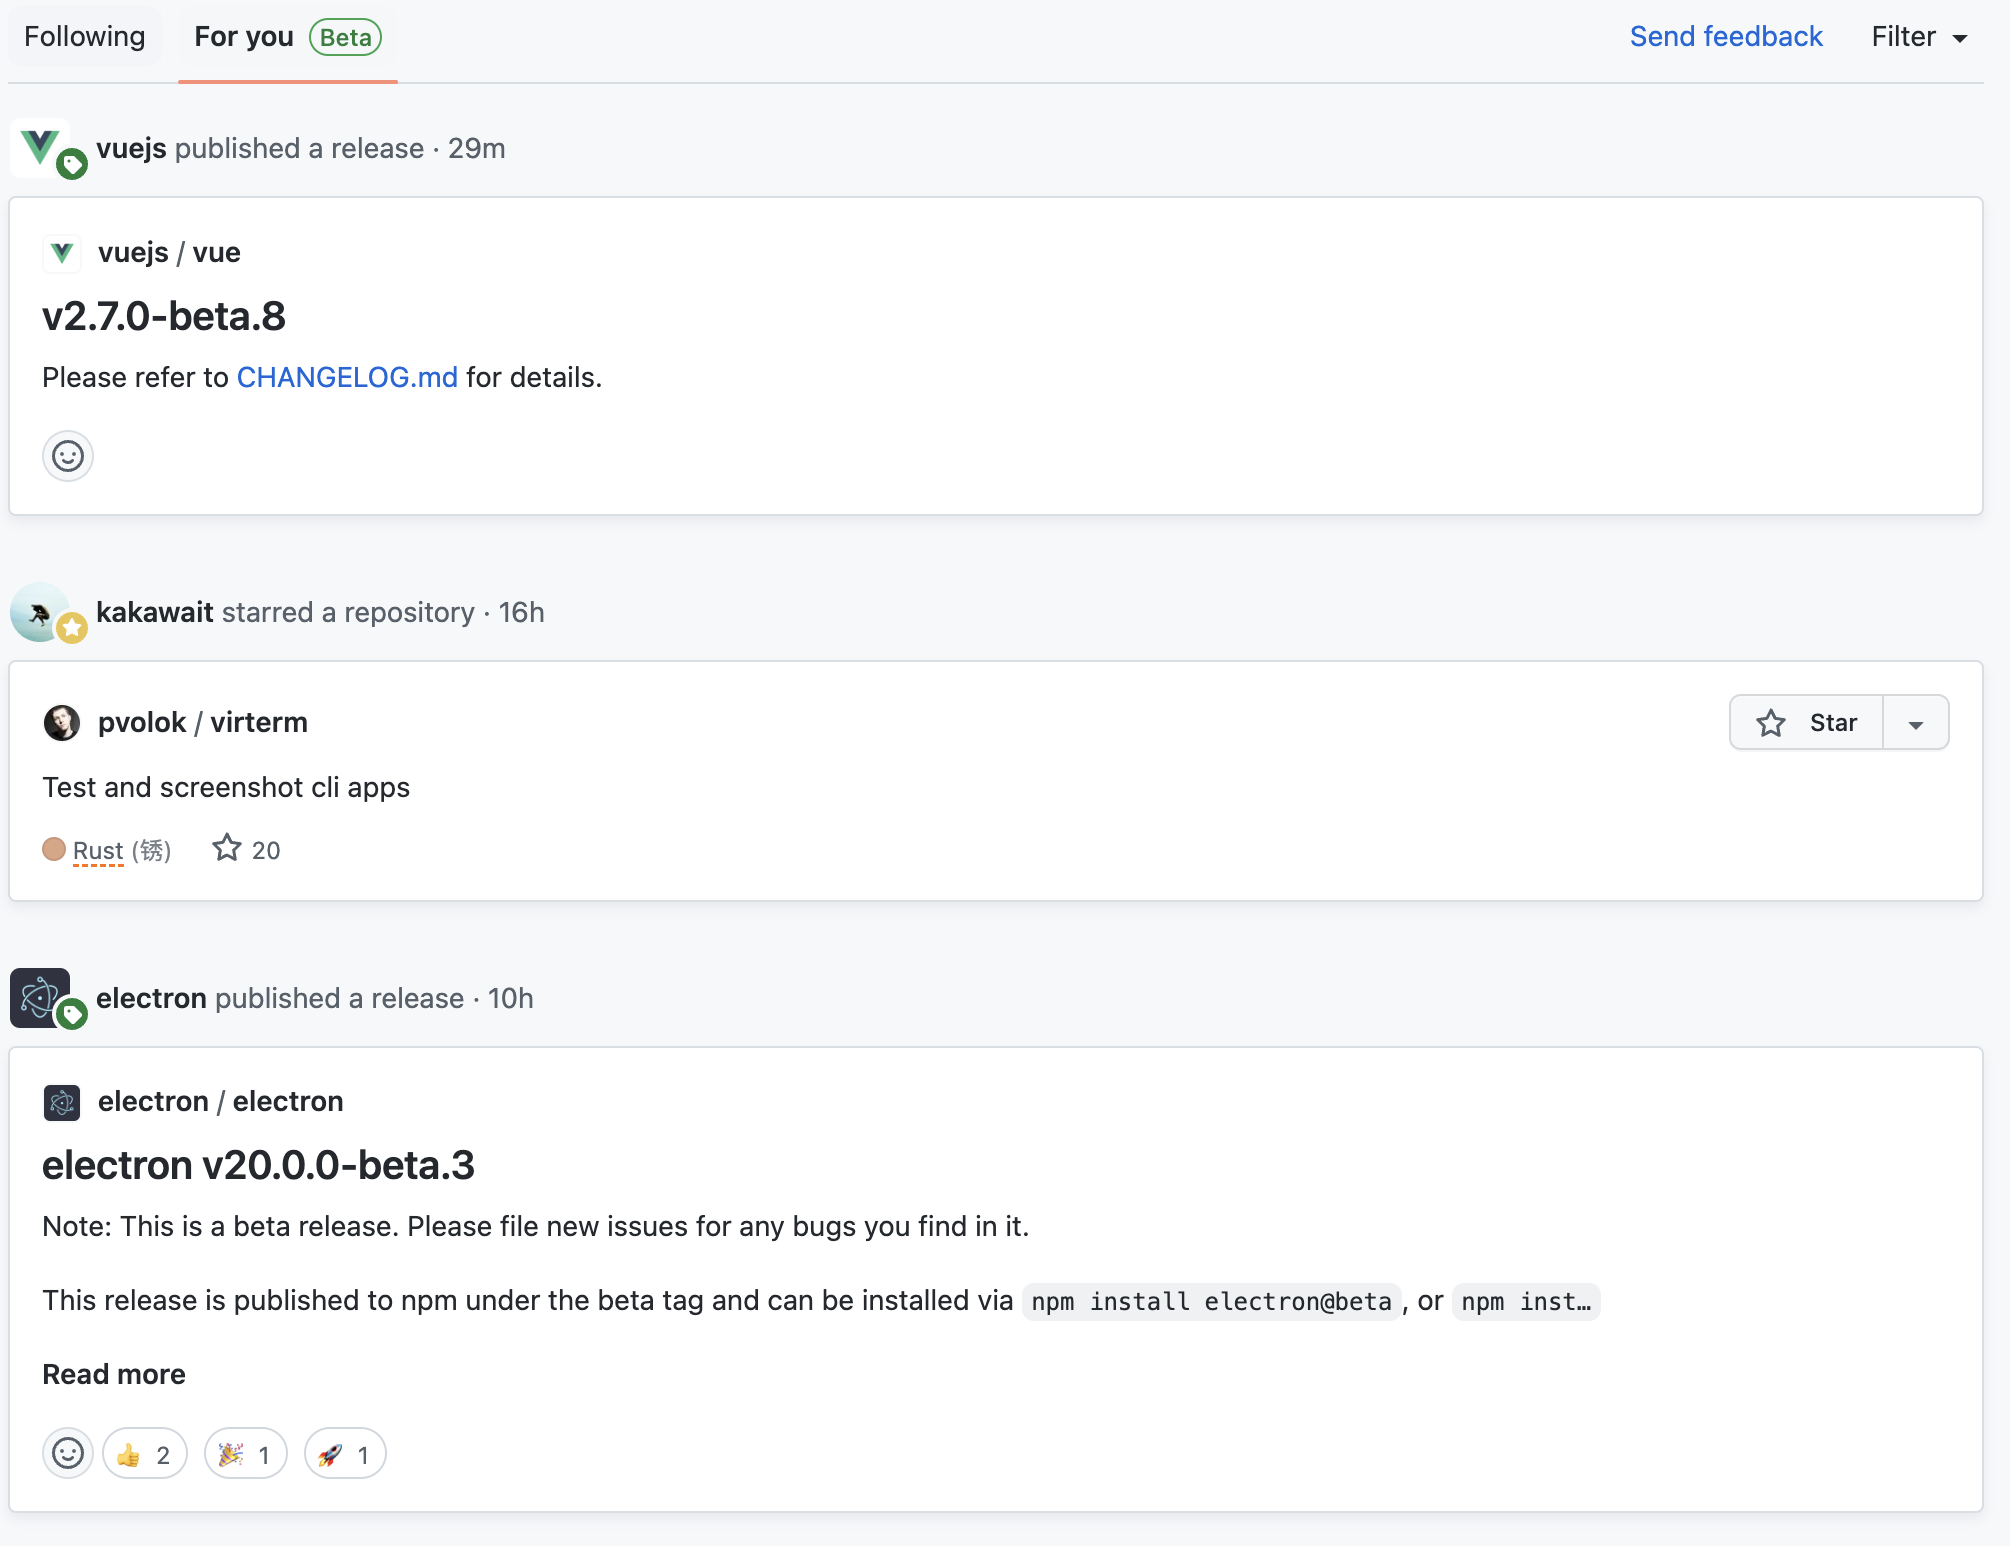 Following For you Beta Send feedback Filter
vuejs published a release · 29m
vuejs / vue
v2.7.0-beta.8
Please refer to CHANGELOG.md for details.
kakawait starred a repository · 16h
pvolok / virterm Star
Test and screenshot cli apps
Rust (锈) 20
electron published a release · 10h
electron / electron
electron v20.0.0-beta.3
Note: This is a beta release. Please file new issues for any bugs you find in it.
This release is published to npm under the beta tag and can be installed via npm install electron@beta, or npm inst…
Read more
👍 2 🎉 1 🚀 1